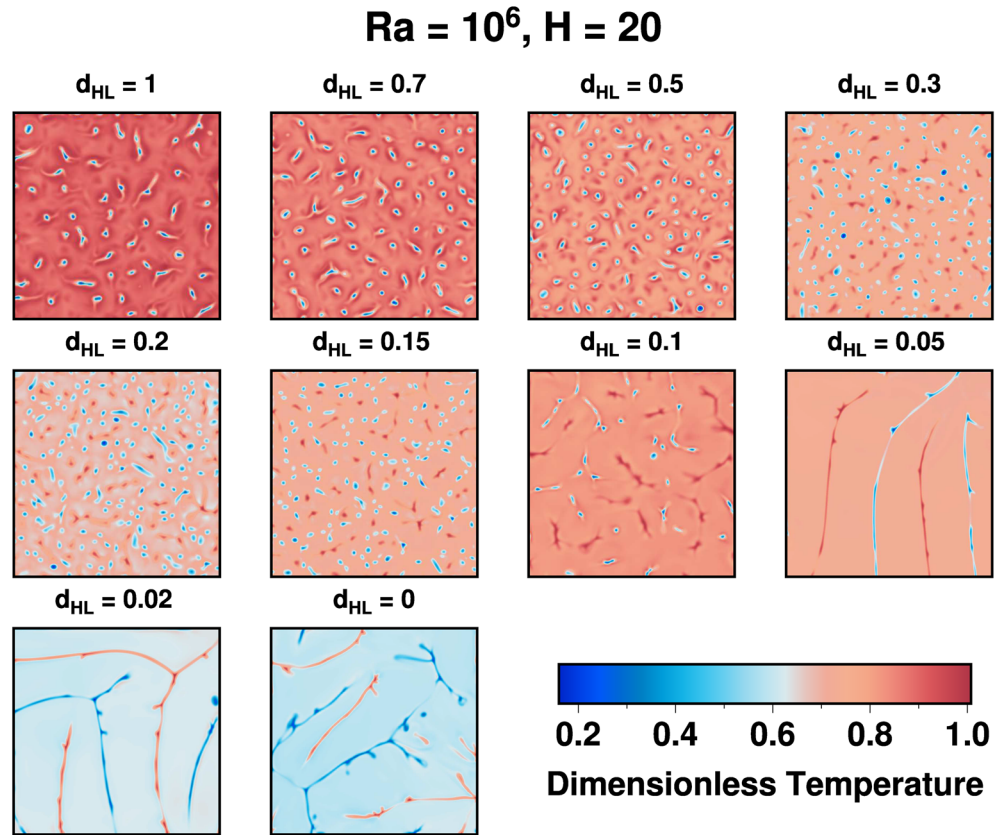 Ra = 10⁶, H = 20
d_HL = 1 d_HL = 0.7 d_HL = 0.5 d_HL = 0.3
d_HL = 0.2 d_HL = 0.15 d_HL = 0.1 d_HL = 0.05
d_HL = 0.02 d_HL = 0
0.2 0.4 0.6 0.8 1.0
Dimensionless Temperature